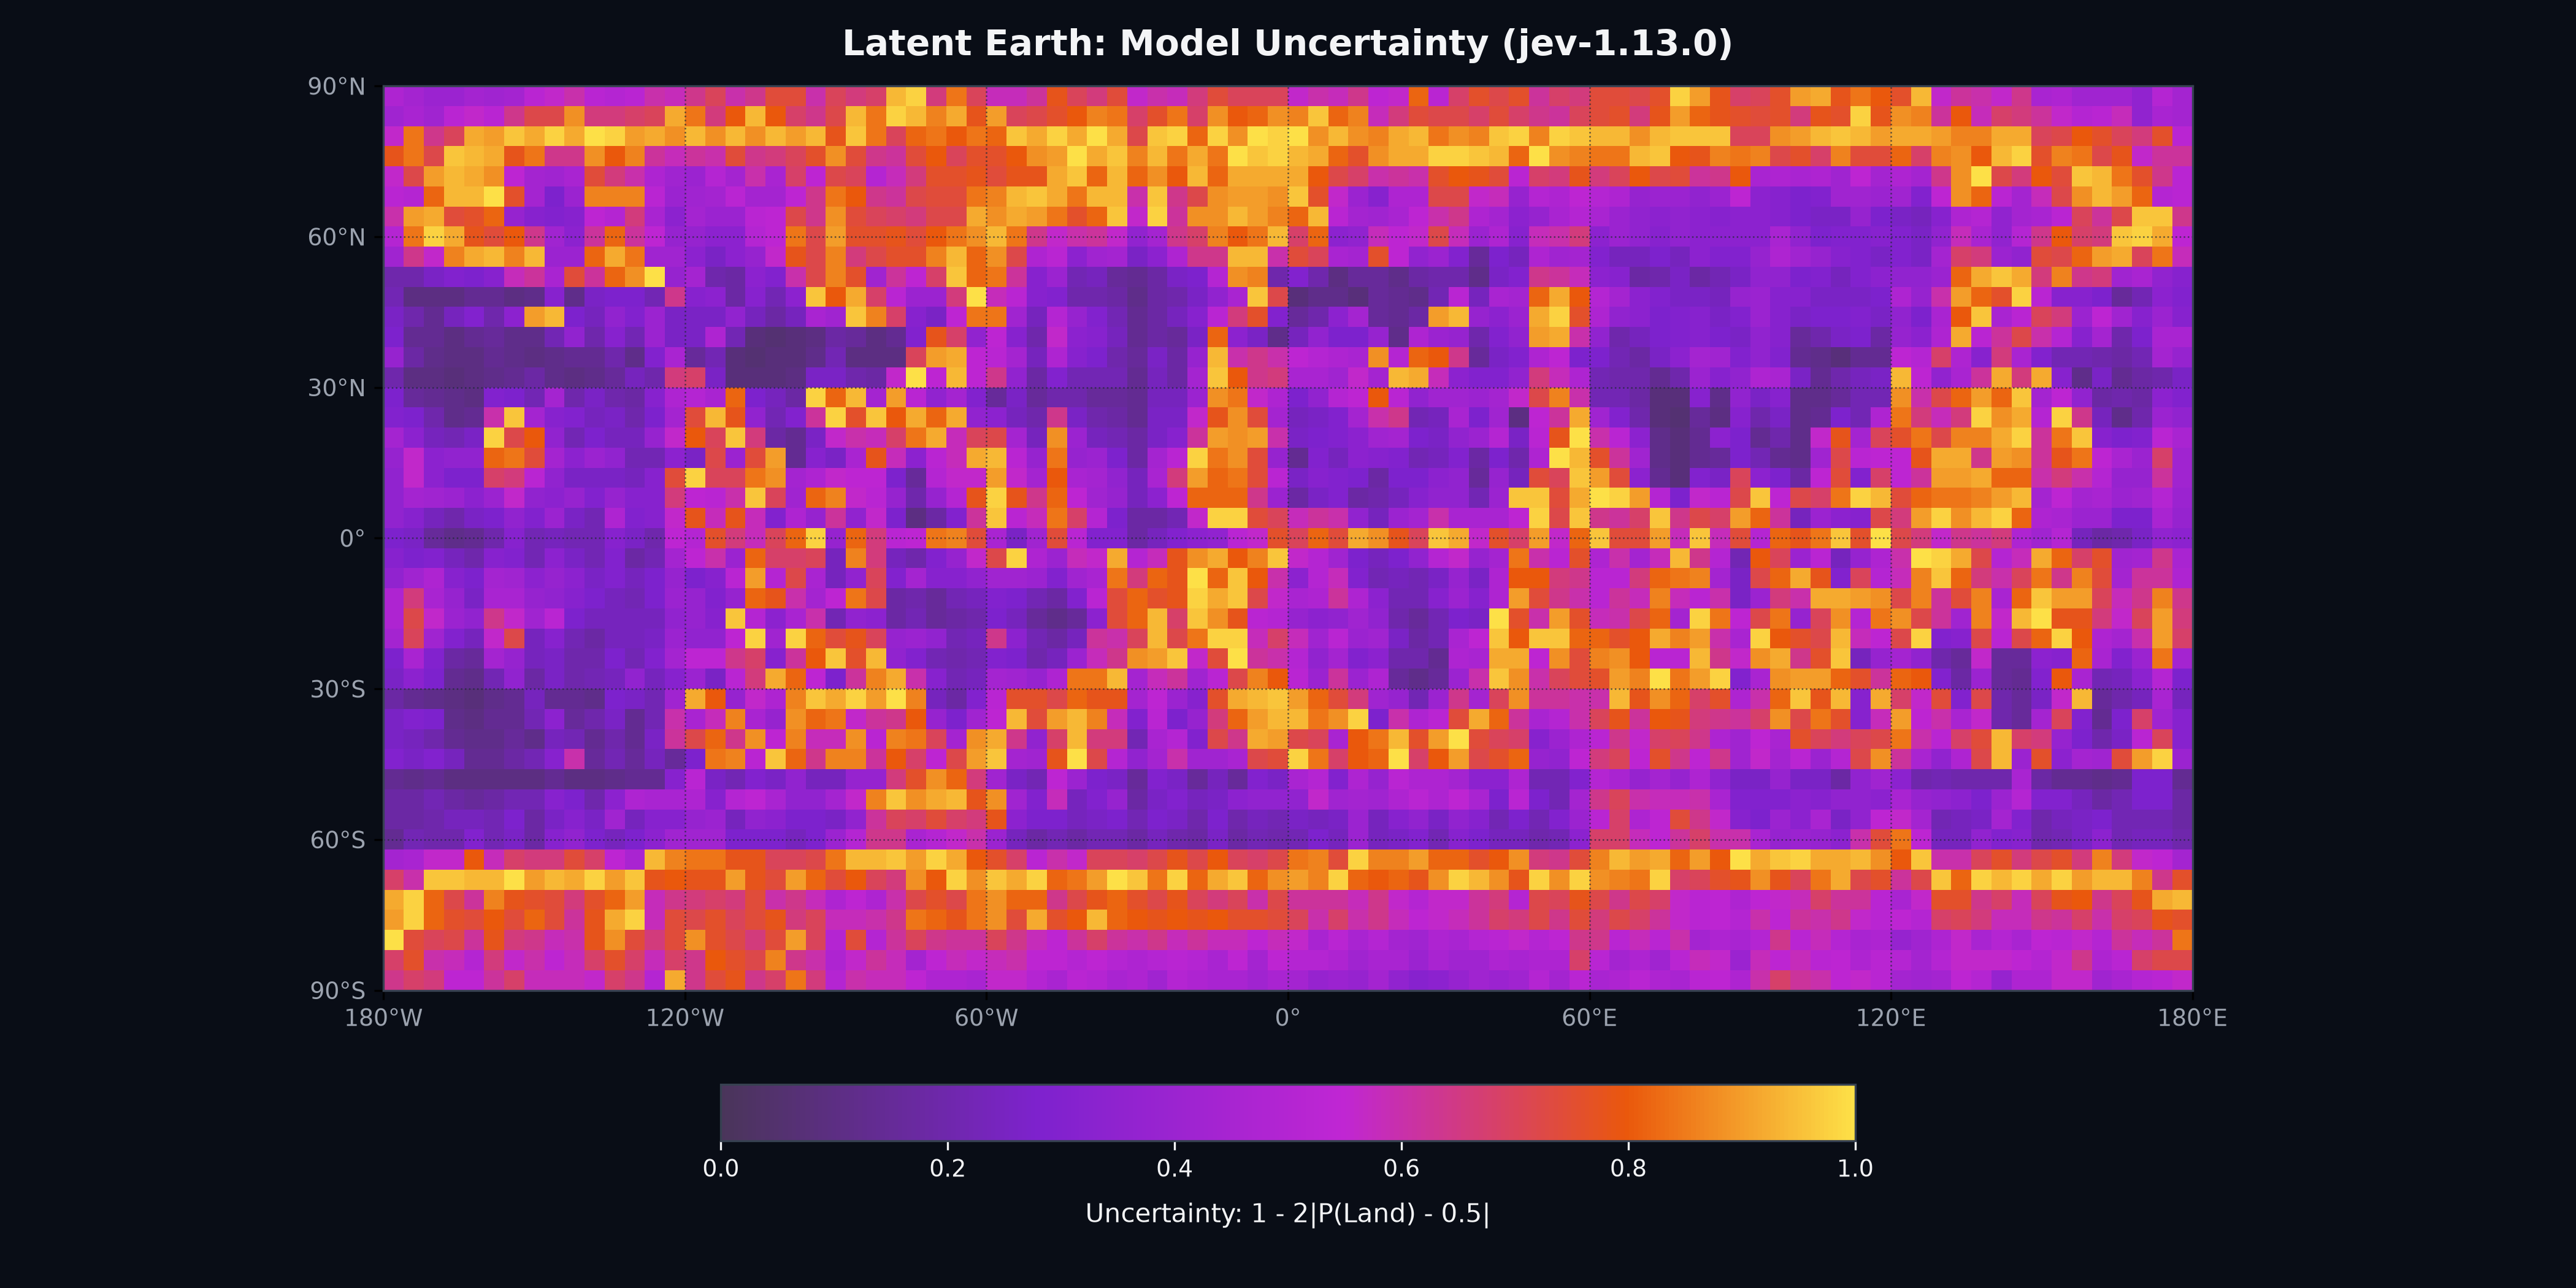 Latent Earth: Model Uncertainty (jev-1.13.0)
90°N
60°N
30°N
0°
30°S
60°S
90°S
180°W 120°W 60°W 0° 60°E 120°E 180°E
0.0 0.2 0.4 0.6 0.8 1.0
Uncertainty: 1 - 2|P(Land) - 0.5|